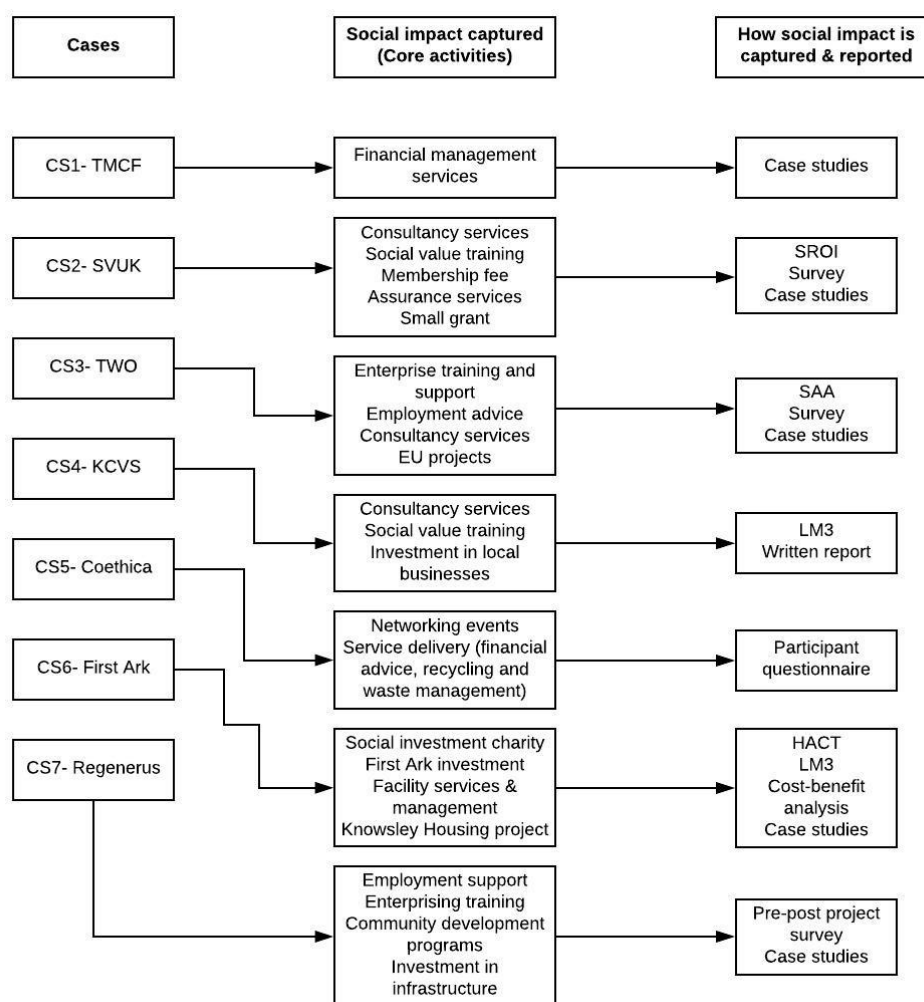 Cases
Social impact captured
(Core activities)
How social impact is
captured & reported
CS1- TMCF
Financial management
services
Case studies
CS2- SVUK
Consultancy services
Social value training
Membership fee
Assurance services
Small grant
SROI
Survey
Case studies
CS3- TWO
Enterprise training and
support
Employment advice
Consultancy services
EU projects
SAA
Survey
Case studies
CS4- KCVS
Consultancy services
Social value training
Investment in local
businesses
LM3
Written report
CS5- Coethica
Networking events
Service delivery (financial
advice, recycling and
waste management)
Participant
questionnaire
CS6- First Ark
Social investment charity
First Ark investment
Facility services &
management
Knowsley Housing project
HACT
LM3
Cost-benefit
analysis
Case studies
CS7- Regenerus
Employment support
Enterprising training
Community development
programs
Investment in
infrastructure
Pre-post project
survey
Case studies